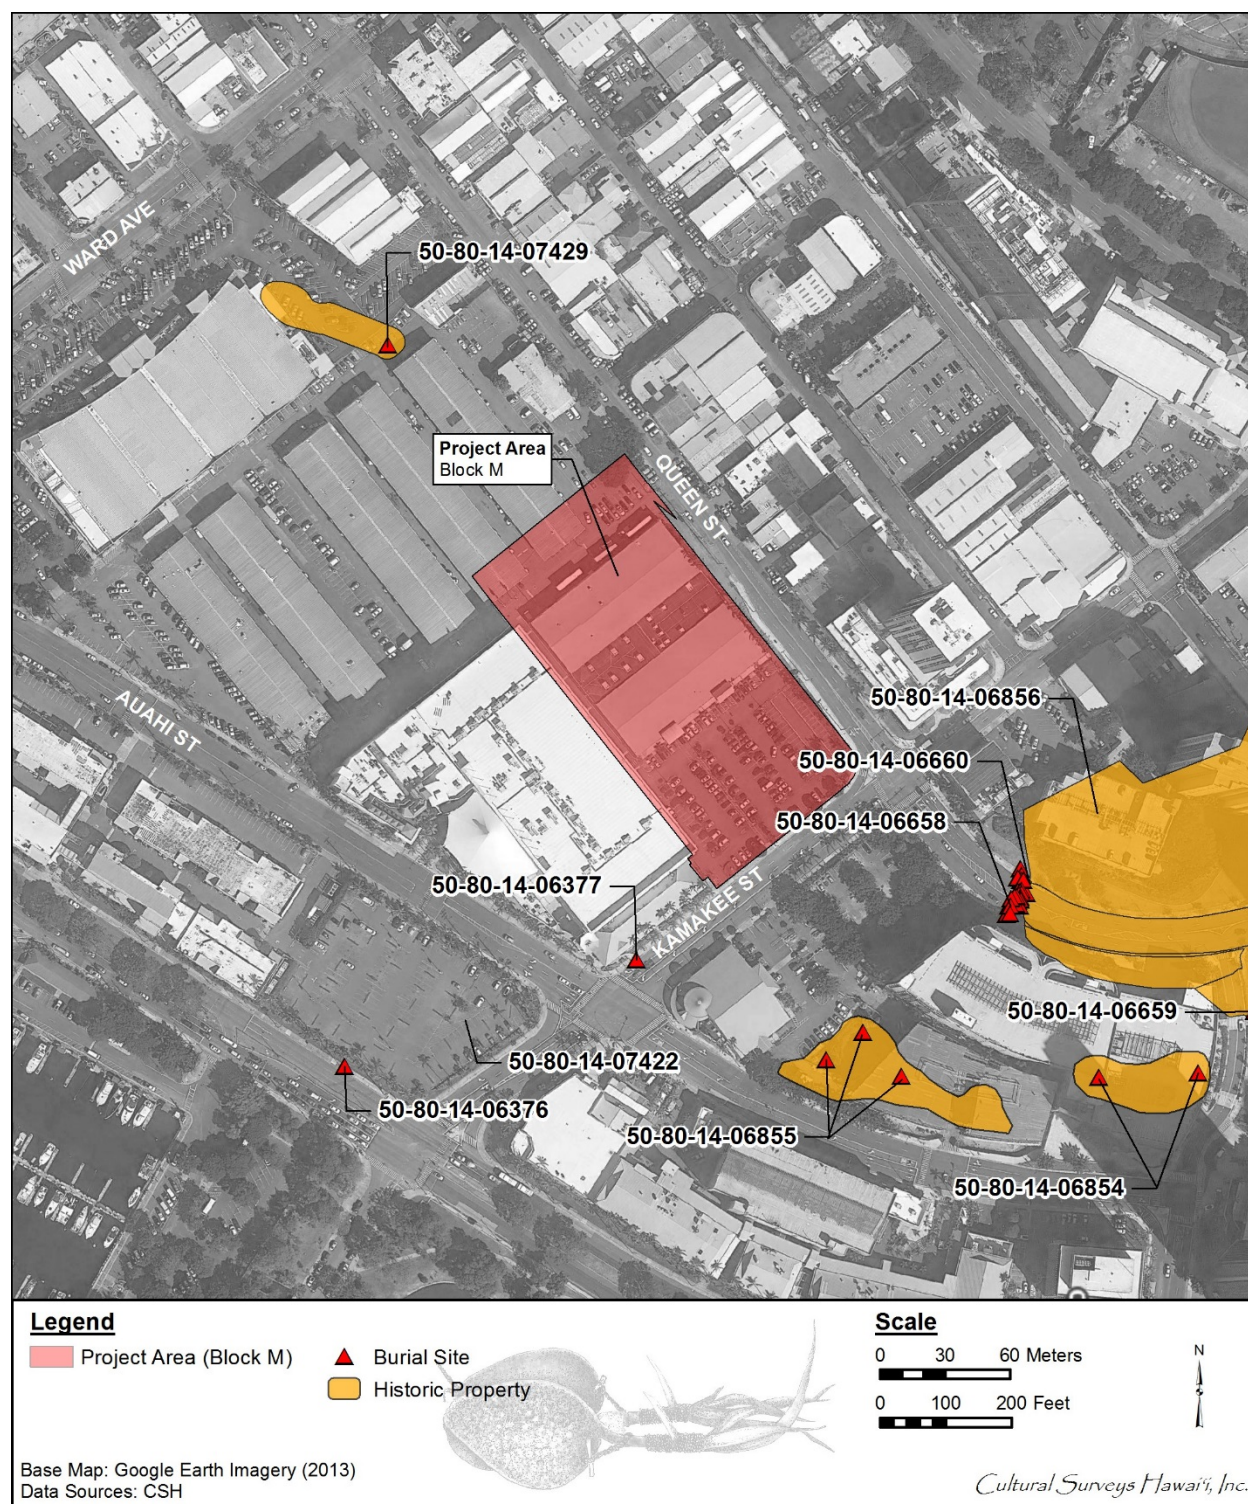 WARD AVE
50-80-14-07429
Project Area
Block M
QUEEN ST
AUAHI ST
50-80-14-06856
50-80-14-06660
50-80-14-06658
50-80-14-06377
KAMAKEE ST
50-80-14-06659
50-80-14-07422
50-80-14-06376
50-80-14-06855
50-80-14-06854
Legend
Project Area (Block M)
Burial Site
Historic Property
Scale
0 30 60 Meters
0 100 200 Feet
N
Base Map: Google Earth Imagery (2013)
Data Sources: CSH
Cultural Surveys Hawaiʻi, Inc.